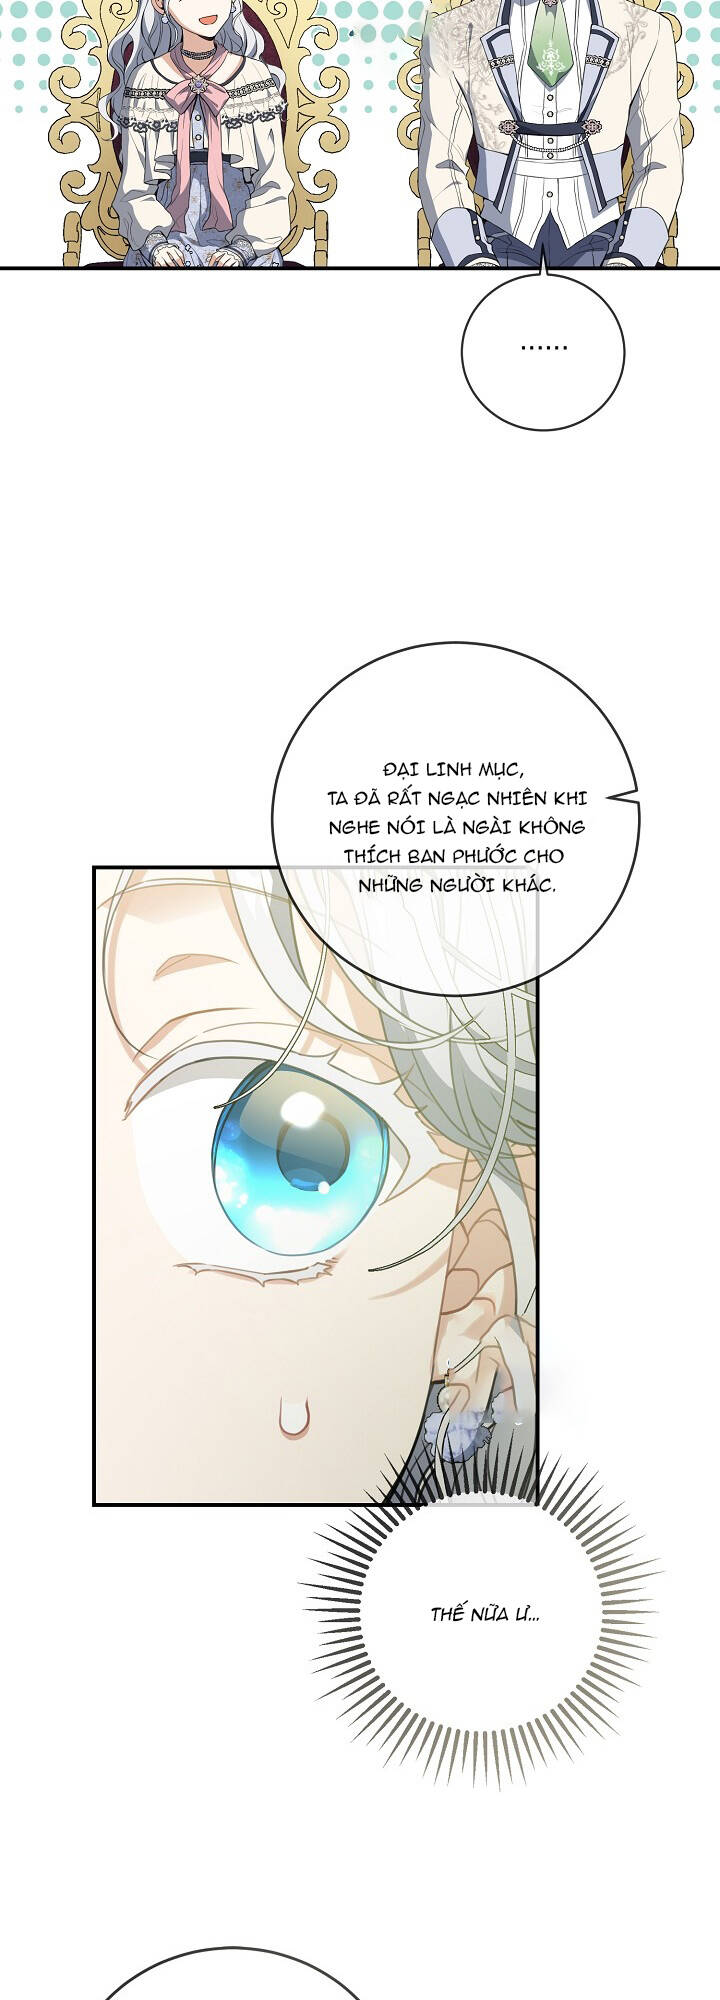 ......
ĐẠI LINH MỤC,
TA ĐÃ RẤT NGẠC NHIÊN KHI
NGHE NÓI LÀ NGÀI KHÔNG
THÍCH BAN PHƯỚC CHO
NHỮNG NGƯỜI KHÁC.
THẾ NỮA Ư...